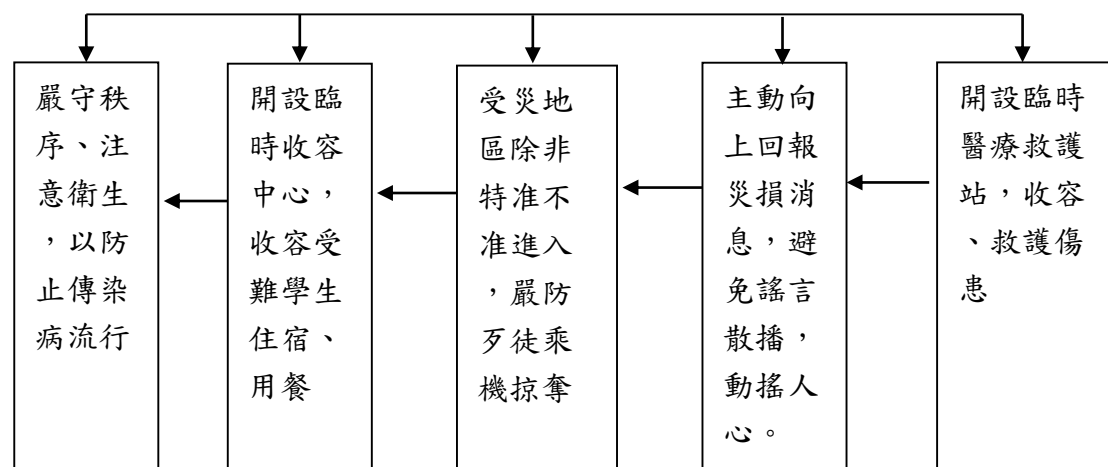 嚴守秩
序、注
意衛生
，以防
止傳染
病流行
開設臨
時收容
中心，
收容受
難學生
住宿、
用餐
受災地
區除非
特准不
准進入
，嚴防
歹徒乘
機掠奪
主動向
上回報
災損消
息，避
免謠言
散播，
動搖人
心。
開設臨時
醫療救護
站，收容
、救護傷
患